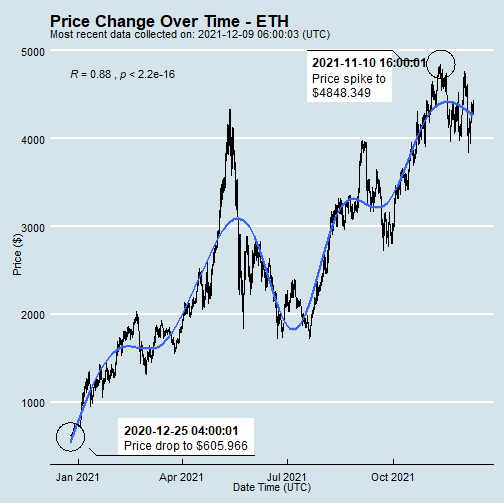 Price Change Over Time - ETH
Most recent data collected on: 2021-12-09 06:00:03 (UTC)
5000
R = 0.88 , p < 2.2e-16
2021-11-10 16:00:01
Price spike to
$4848.349
4000
3000
Price ($)
2000
1000
2020-12-25 04:00:01
Price drop to $605.966
Jan 2021
Apr 2021
Jul 2021
Oct 2021
Date Time (UTC)